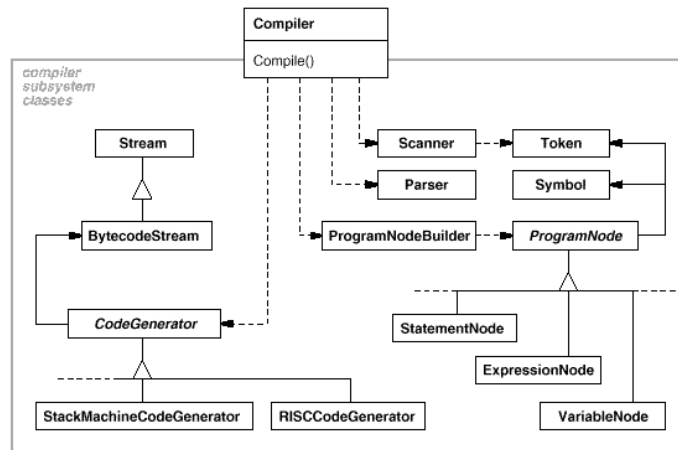 Compiler
Compile()
compiler
subsystem
classes
Stream
Scanner
Token
Parser
Symbol
BytecodeStream
ProgramNodeBuilder
ProgramNode
CodeGenerator
StatementNode
ExpressionNode
StackMachineCodeGenerator
RISCCodeGenerator
VariableNode